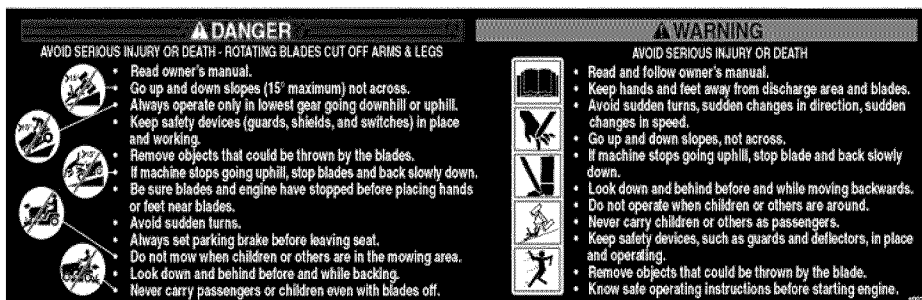 DANGER
AVOID SERIOUS INJURY OR DEATH - ROTATING BLADES CUT OFF ARMS & LEGS
• Read owner's manual.
• Go up and down slopes (15° maximum) not across.
• Always operate only in lowest gear going downhill or uphill.
• Keep safety devices (guards, shields, and switches) in place
and working.
• Remove objects that could be thrown by the blades.
• If machine stops going uphill, stop blades and back slowly down.
• Be sure blades and engine have stopped before placing hands
or feet near blades.
• Avoid sudden turns.
• Always set parking brake before leaving seat.
• Do not mow when children or others are in the mowing area.
• Look down and behind before and while backing.
• Never carry passengers or children even with blades off.
WARNING
AVOID SERIOUS INJURY OR DEATH
• Read and follow owner's manual.
• Keep hands and feet away from discharge area and blades.
• Avoid sudden turns, sudden changes in direction, sudden
changes in speed.
• Go up and down slopes, not across.
• If machine stops going uphill, stop blade and back slowly
down.
• Look down and behind before and while moving backwards.
• Do not operate when children or others are around.
• Never carry children or others as passengers.
• Keep safety devices, such as guards and deflectors, in place
and operating.
• Remove objects that could be thrown by the blade.
• Know safe operating instructions before starting engine.